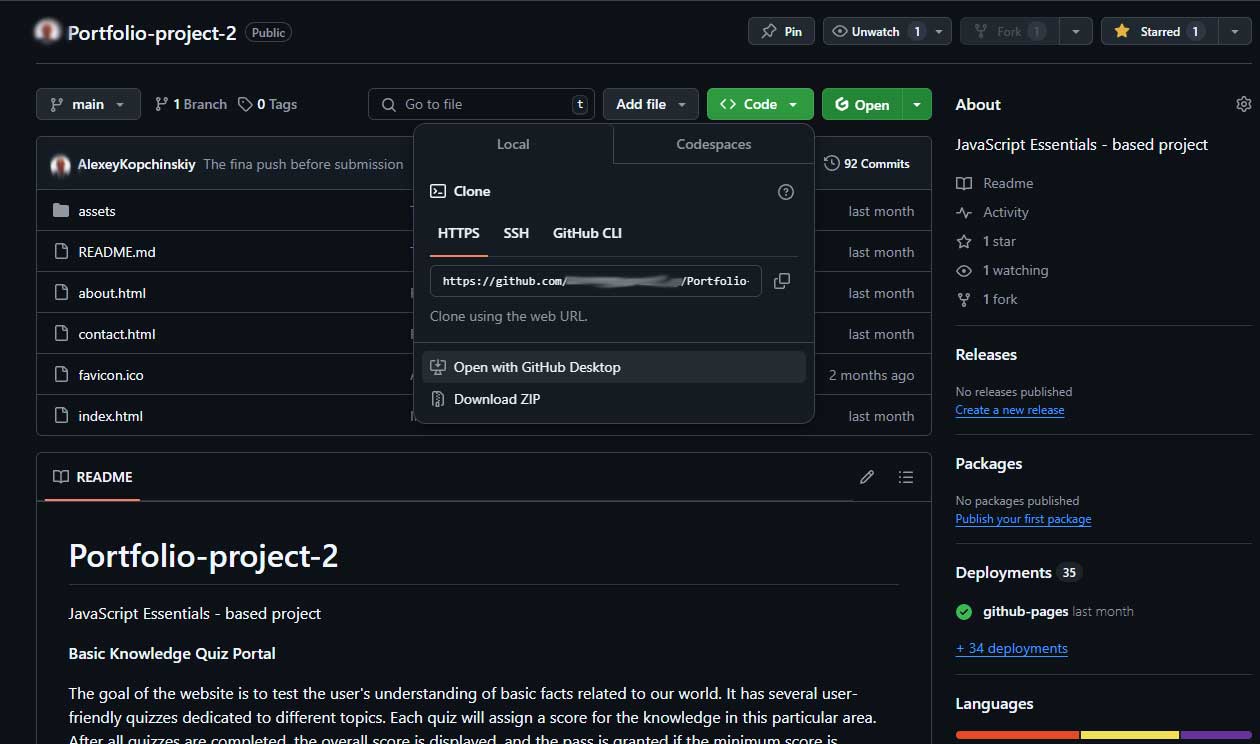 Portfolio-project-2 Public Pin Unwatch 1 Fork 1 Starred 1
main 1 Branch 0 Tags Go to file t Add file <> Code Open
Local Codespaces
AlexeyKopchinskiy The fina push before submission 92 Commits
Clone
assets last month
HTTPS SSH GitHub CLI
README.md last month
https://github.com/ /Portfolio-
about.html last month
Clone using the web URL.
contact.html last month
Open with GitHub Desktop
favicon.ico 2 months ago
Download ZIP
index.html last month
README
Portfolio-project-2
JavaScript Essentials - based project
Basic Knowledge Quiz Portal
The goal of the website is to test the user's understanding of basic facts related to our world. It has several user-
friendly quizzes dedicated to different topics. Each quiz will assign a score for the knowledge in this particular area.
After all quizzes are completed, the overall score is displayed, and the pass is granted if the minimum score is
About
JavaScript Essentials - based project
Readme
Activity
1 star
1 watching
1 fork
Releases
No releases published
Create a new release
Packages
No packages published
Publish your first package
Deployments 35
github-pages last month
+ 34 deployments
Languages